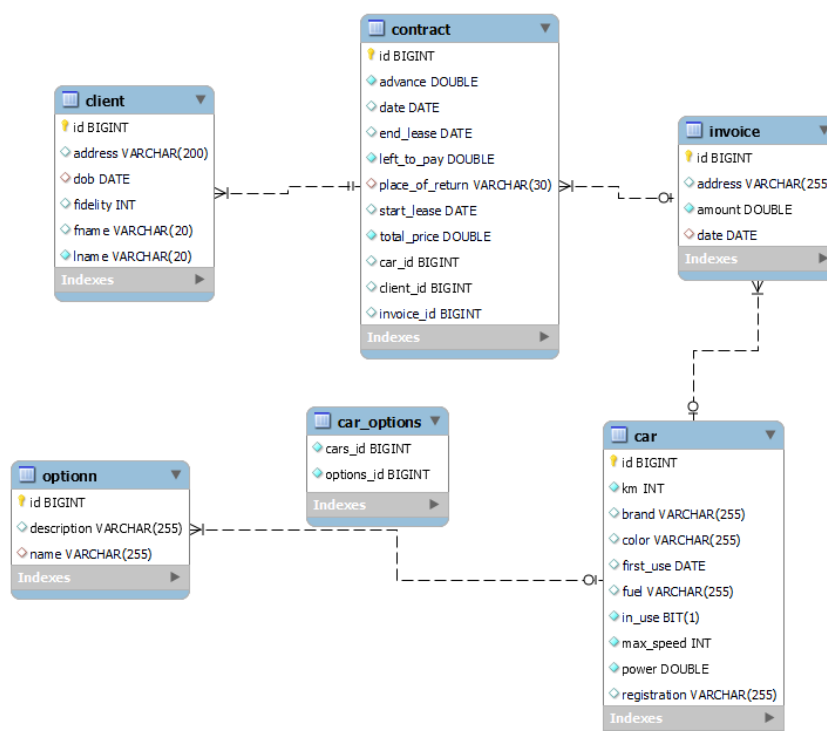 contract
id BIGINT
advance DOUBLE
date DATE
end_lease DATE
left_to_pay DOUBLE
place_of_return VARCHAR(30)
start_lease DATE
total_price DOUBLE
car_id BIGINT
client_id BIGINT
invoice_id BIGINT
Indexes
client
id BIGINT
address VARCHAR(200)
dob DATE
fidelity INT
fname VARCHAR(20)
lname VARCHAR(20)
Indexes
invoice
id BIGINT
address VARCHAR(255
amount DOUBLE
date DATE
Indexes
car_options
cars_id BIGINT
options_id BIGINT
Indexes
optionn
id BIGINT
description VARCHAR(255)
name VARCHAR(255)
Indexes
car
id BIGINT
km INT
brand VARCHAR(255)
color VARCHAR(255)
first_use DATE
fuel VARCHAR(255)
in_use BIT(1)
max_speed INT
power DOUBLE
registration VARCHAR(255)
Indexes